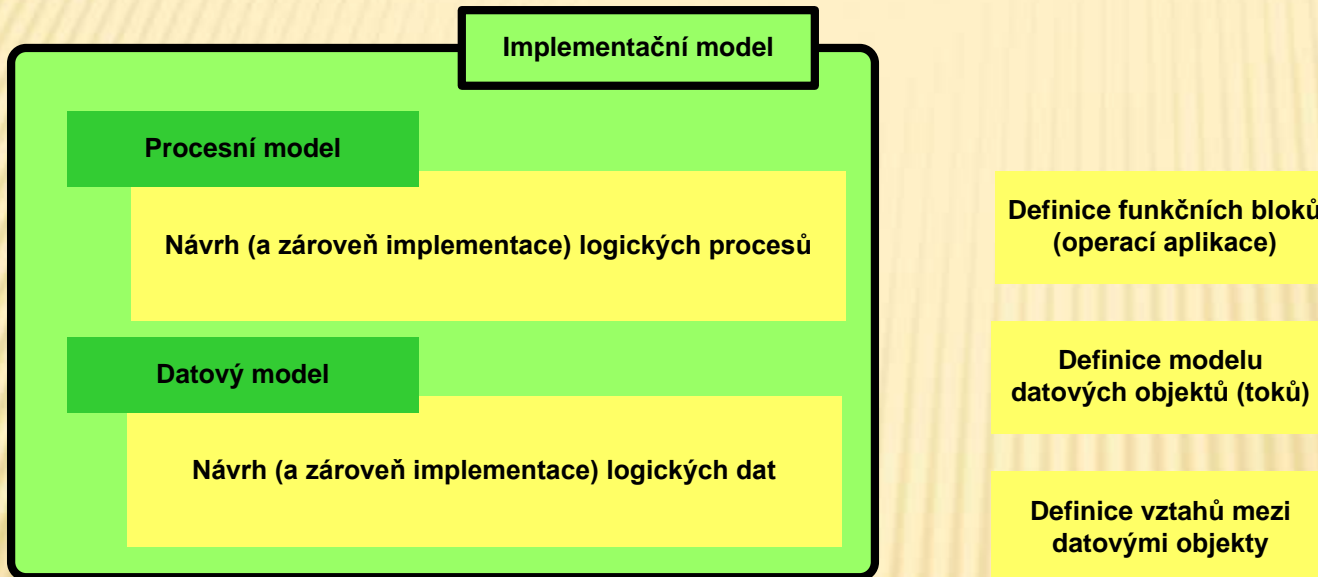 Implementační model
Procesní model
Návrh (a zároveň implementace) logických procesů
Datový model
Návrh (a zároveň implementace) logických dat
Definice funkčních bloků
(operací aplikace)
Definice modelu
datových objektů (toků)
Definice vztahů mezi
datovými objekty